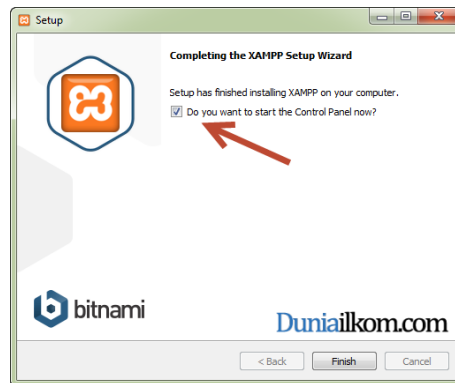 Setup
Completing the XAMPP Setup Wizard
Setup has finished installing XAMPP on your computer.
Do you want to start the Control Panel now?
bitnami
Duniailkom.com
< Back
Finish
Cancel